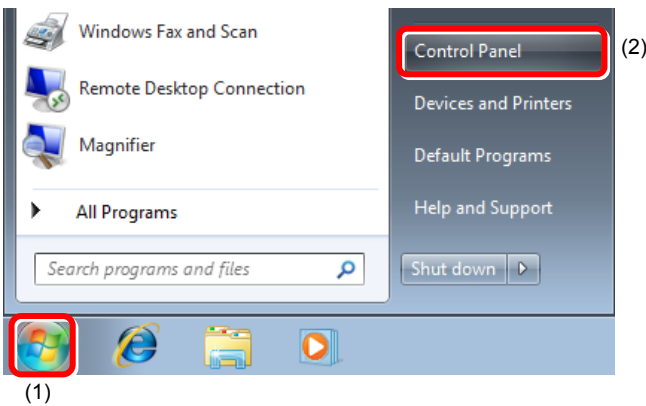 Windows Fax and Scan
Remote Desktop Connection
Magnifier
All Programs
Search programs and files
Control Panel
(2)
Devices and Printers
Default Programs
Help and Support
Shut down
(1)